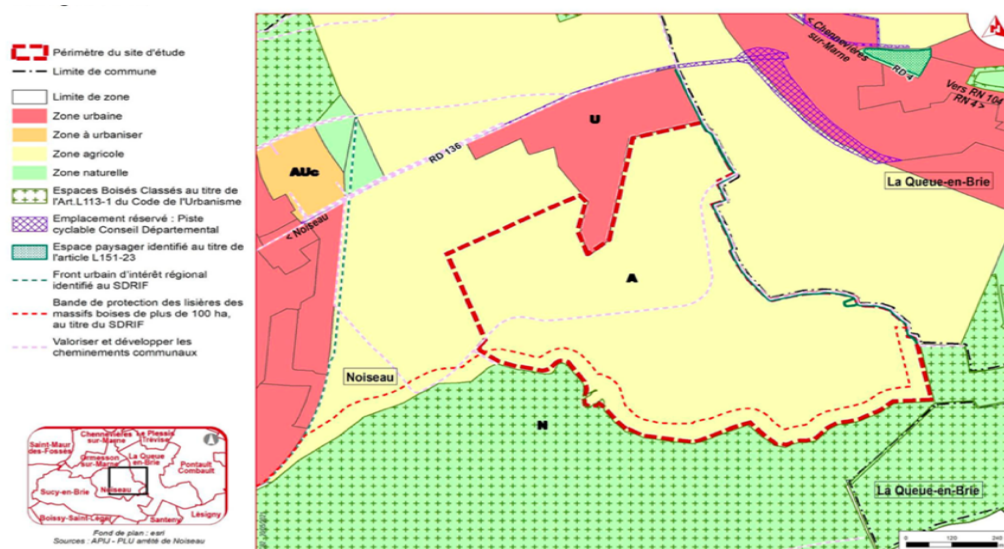 Périmètre du site d'étude
Limite de commune
Limite de zone
Zone urbaine
Zone à urbaniser
Zone agricole
Zone naturelle
Espaces Boisés Classés au titre de
l'Art.L113-1 du Code de l'Urbanisme
Emplacement réservé : Piste
cyclable Conseil Départemental
Espace paysager identifié au titre de
l'article L151-23
Front urbain d'intérêt régional
identifié au SDRIF
Bande de protection des lisières des
massifs boises de plus de 100 ha,
au titre du SDRIF
Valoriser et développer les
cheminements communaux
< Chennevières
sur-Marne
RD 4
Vers RN 104
RN 4 >
U
RD 136
AUc
< Noiseau
La Queue-en-Brie
A
Noiseau
N
La Queue-en-Brie
Saint-Maur
des-Fossés
Chennevières
sur-Marne
Le Plessis
Trévise
Ormesson
sur-Marne
La Queue
en-Brie
Pontault
Combault
Sucy-en-Brie
Noiseau
Boissy-Saint-Léger
Santeny
Lésigny
Fond de plan : esri
Sources : APIJ - PLU arrêté de Noiseau
0